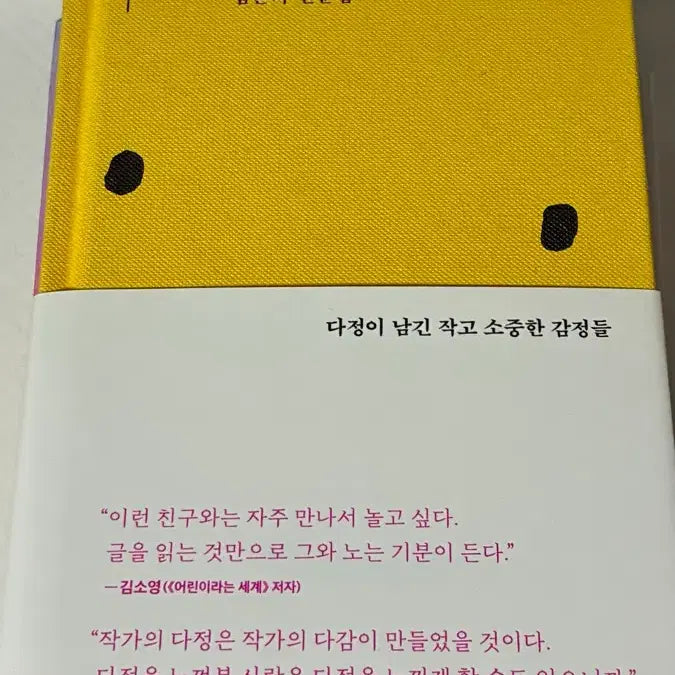 다정이 남긴 작고 소중한 감정들
“이런 친구와는 자주 만나서 놀고 싶다.
글을 읽는 것만으로 그와 노는 기분이 든다.”
—김소영(《어린이라는 세계》 저자)
“작가의 다정은 작가의 다감이 만들었을 것이다.